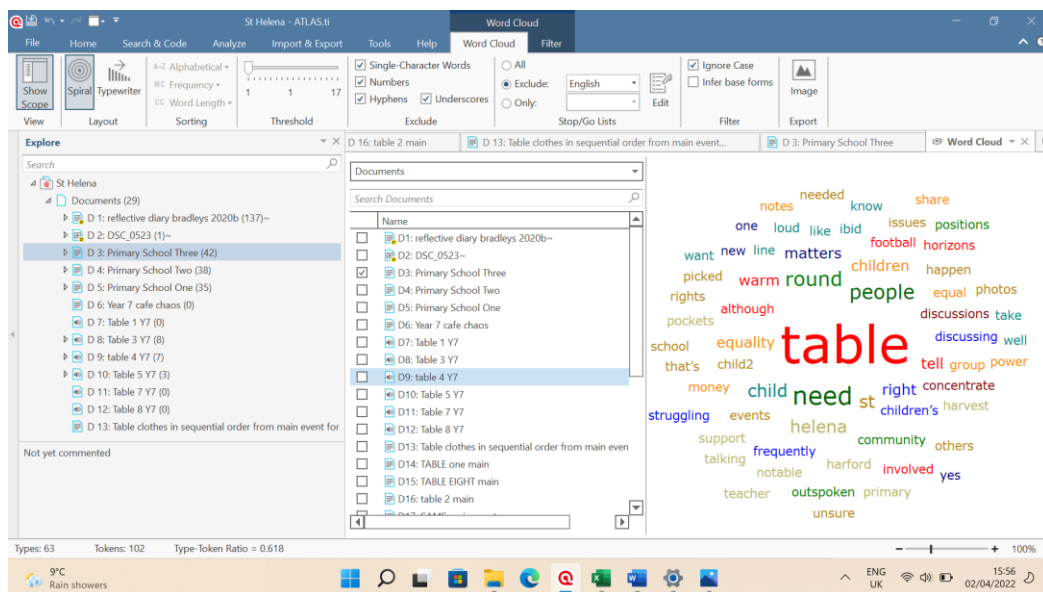 St Helena - ATLAS.ti
Word Cloud
File Home Search & Code Analyze Import & Export Tools Help Word Cloud Filter
Show Scope
Spiral
Typewriter
A-Z Alphabetical
WC Frequency
CC Word Length
1 1 17
Single-Character Words
Numbers
Hyphens
Underscores
All
Exclude: English
Only:
Edit
Ignore Case
Infer base forms
Image
View Layout Sorting Threshold Exclude Stop/Go Lists Filter Export
Explore
Search
St Helena
Documents (29)
D 1: reflective diary bradleys 2020b (137)~
D 2: DSC_0523 (1)~
D 3: Primary School Three (42)
D 4: Primary School Two (38)
D 5: Primary School One (35)
D 6: Year 7 cafe chaos (0)
D 7: Table 1 Y7 (0)
D 8: Table 3 Y7 (8)
D 9: table 4 Y7 (7)
D 10: Table 5 Y7 (3)
D 11: Table 7 Y7 (0)
D 12: Table 8 Y7 (0)
D 13: Table clothes in sequential order from main event for
Not yet commented
D 16: table 2 main
D 13: Table clothes in sequential order from main event...
D 3: Primary School Three
Word Cloud
Documents
Search Documents
Name
D1: reflective diary bradleys 2020b~
D2: DSC_0523~
D3: Primary School Three
D4: Primary School Two
D5: Primary School One
D6: Year 7 cafe chaos
D7: Table 1 Y7
D8: Table 3 Y7
D9: table 4 Y7
D10: Table 5 Y7
D11: Table 7 Y7
D12: Table 8 Y7
D13: Table clothes in sequential order from main even
D14: TABLE one main
D15: TABLE EIGHT main
D16: table 2 main
needed
notes know share
one loud like ibid issues positions
want new line matters football horizons
picked warm round children happen
rights people equal photos
although
pockets discussions take
school equality table discussing well
that's child2 tell group power
money child need st right concentrate
struggling events children's harvest
helena
support community others
talking frequently
notable harford involved yes
teacher outspoken primary
unsure
Types: 63 Tokens: 102 Type-Token Ratio = 0.618
100%
9°C
Rain showers
ENG
UK
15:56
02/04/2022